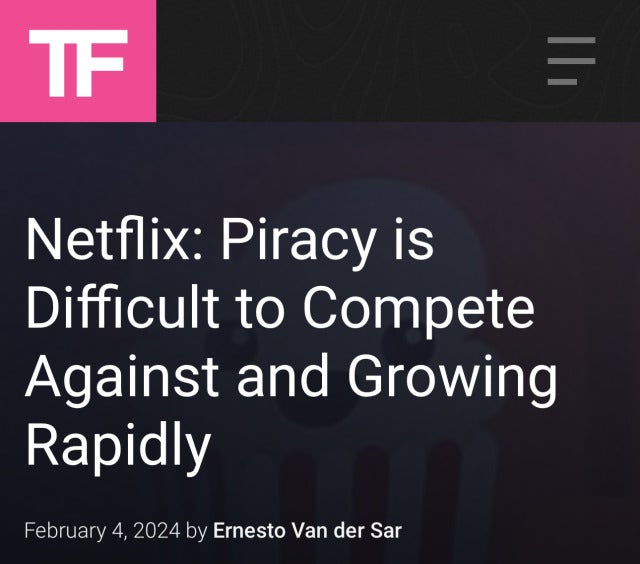 TF
Netflix: Piracy is
Difficult to Compete
Against and Growing
Rapidly
February 4, 2024 by Ernesto Van der Sar